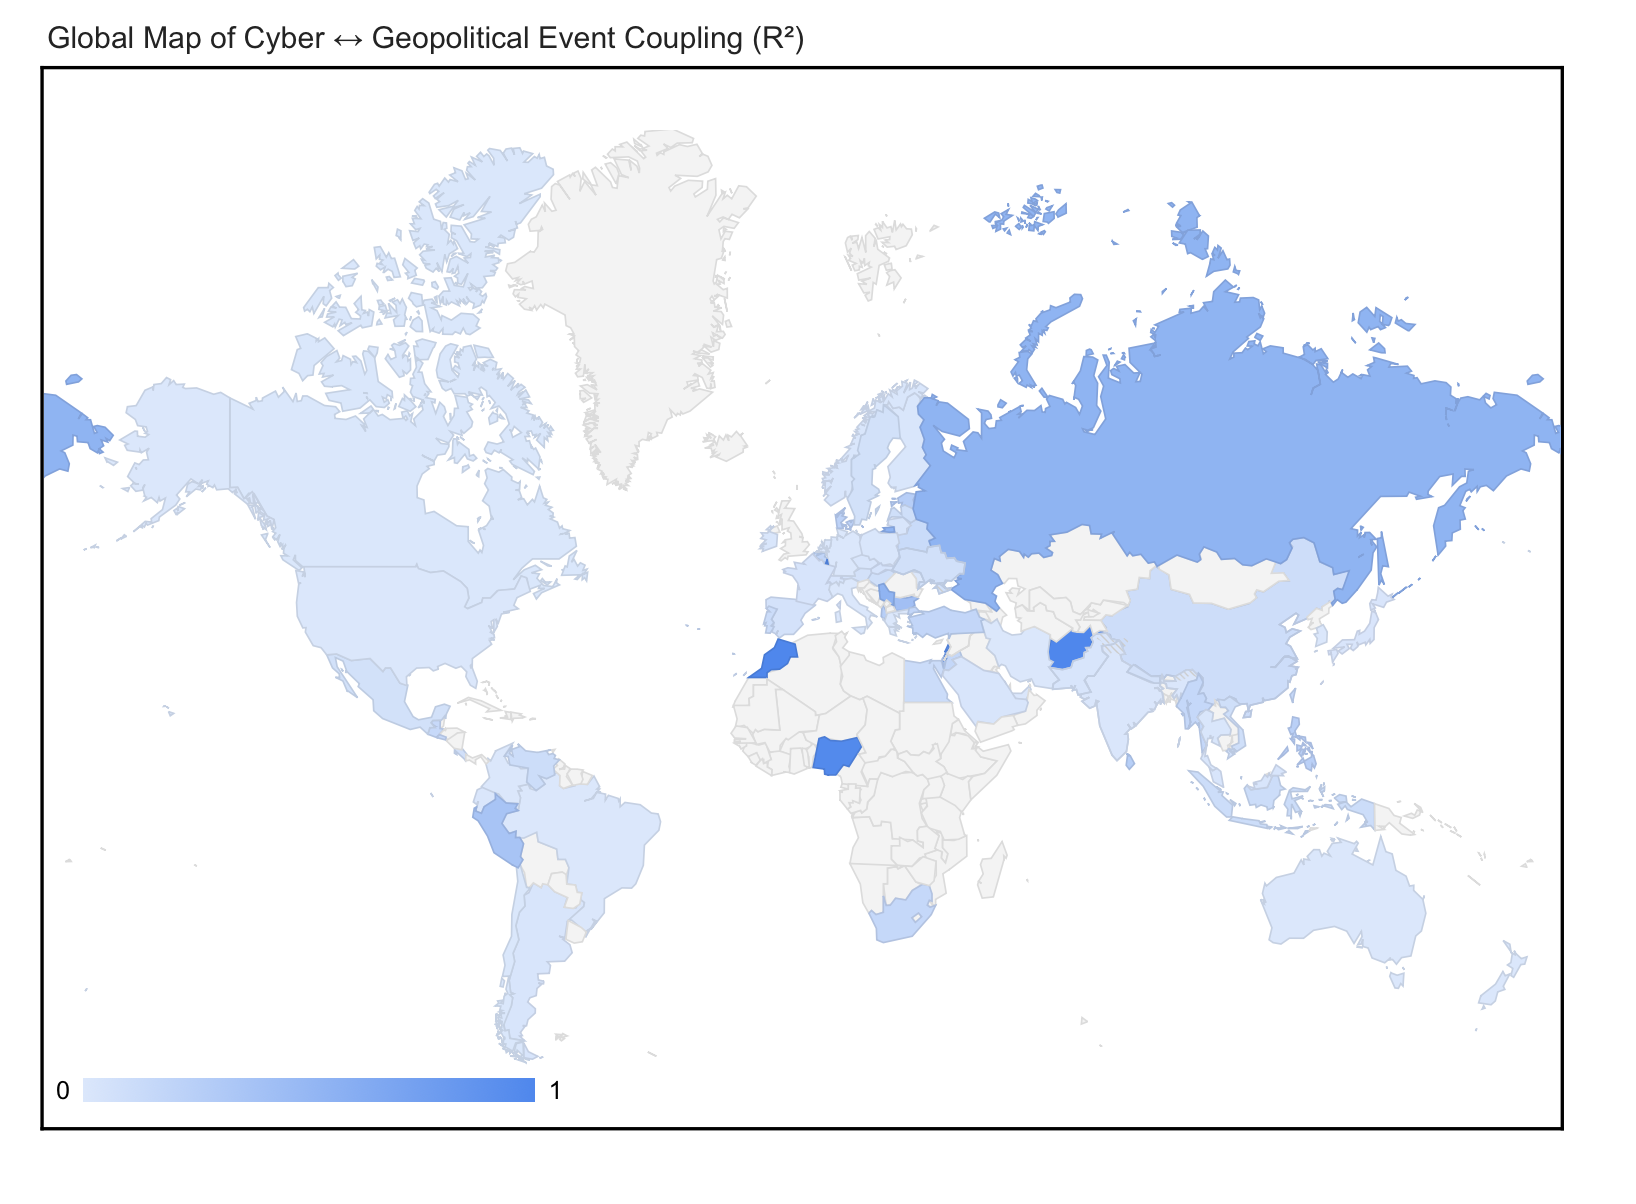 Global Map of Cyber ↔ Geopolitical Event Coupling (R²)
0 1